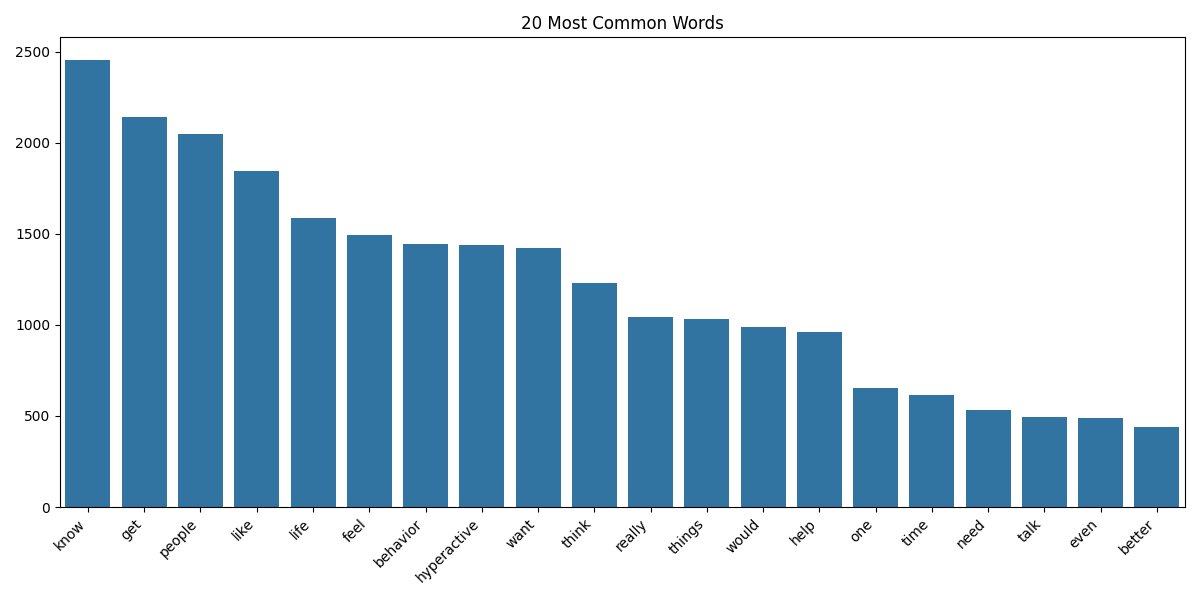 20 Most Common Words
2500
2000
1500
1000
500
0
know
get
people
like
life
feel
behavior
hyperactive
want
think
really
things
would
help
one
time
need
talk
even
better